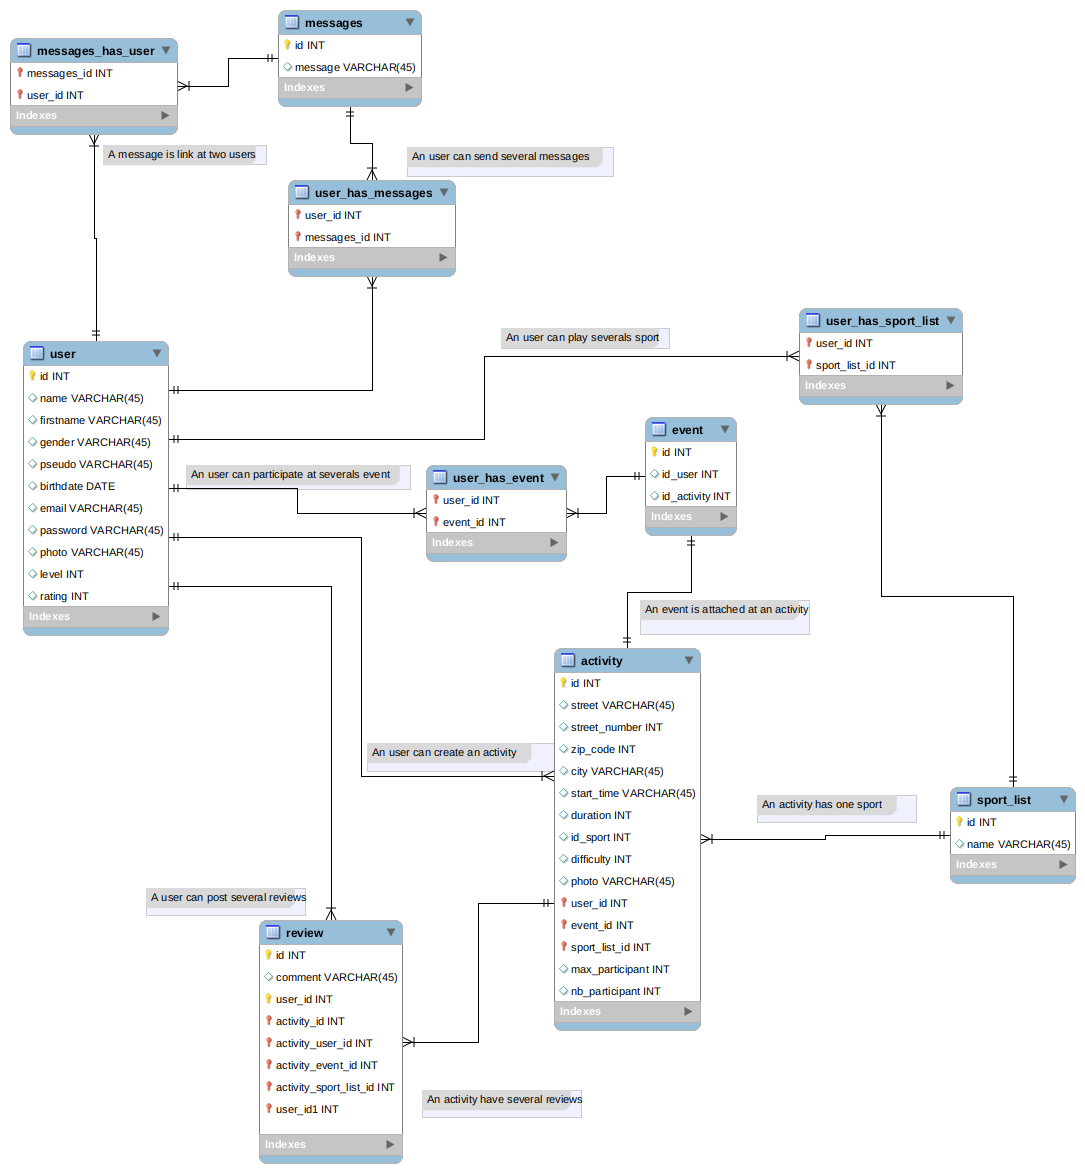 messages
id INT
message VARCHAR(45)
Indexes
messages_has_user
messages_id INT
user_id INT
Indexes
A message is link at two users
An user can send several messages
user_has_messages
user_id INT
messages_id INT
Indexes
user_has_sport_list
user_id INT
sport_list_id INT
Indexes
An user can play severals sport
user
id INT
name VARCHAR(45)
firstname VARCHAR(45)
gender VARCHAR(45)
pseudo VARCHAR(45)
birthdate DATE
email VARCHAR(45)
password VARCHAR(45)
photo VARCHAR(45)
level INT
rating INT
Indexes
event
id INT
id_user INT
id_activity INT
Indexes
An user can participate at severals event
user_has_event
user_id INT
event_id INT
Indexes
An event is attached at an activity
activity
id INT
street VARCHAR(45)
street_number INT
zip_code INT
city VARCHAR(45)
start_time VARCHAR(45)
duration INT
id_sport INT
difficulty INT
photo VARCHAR(45)
user_id INT
event_id INT
sport_list_id INT
max_participant INT
nb_participant INT
Indexes
An user can create an activity
An activity has one sport
sport_list
id INT
name VARCHAR(45)
Indexes
A user can post several reviews
review
id INT
comment VARCHAR(45)
user_id INT
activity_id INT
activity_user_id INT
activity_event_id INT
activity_sport_list_id INT
user_id1 INT
Indexes
An activity have several reviews